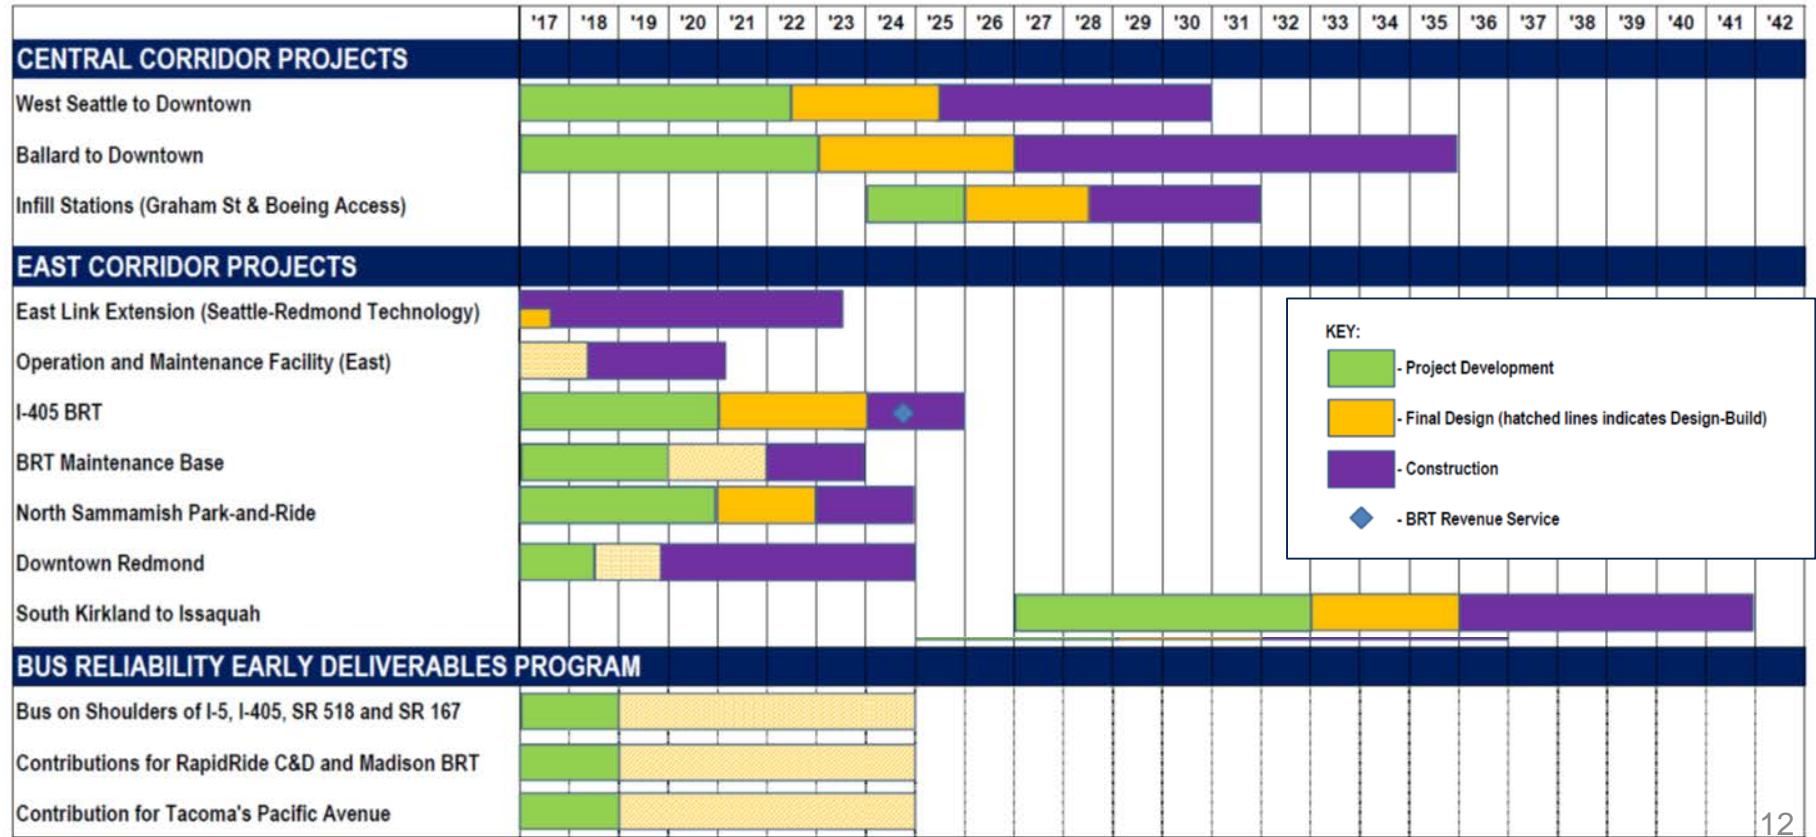 '17 '18 '19 '20 '21 '22 '23 '24 '25 '26 '27 '28 '29 '30 '31 '32 '33 '34 '35 '36 '37 '38 '39 '40 '41 '42
CENTRAL CORRIDOR PROJECTS
West Seattle to Downtown
Ballard to Downtown
Infill Stations (Graham St & Boeing Access)
EAST CORRIDOR PROJECTS
East Link Extension (Seattle-Redmond Technology)
Operation and Maintenance Facility (East)
I-405 BRT
BRT Maintenance Base
North Sammamish Park-and-Ride
Downtown Redmond
South Kirkland to Issaquah
KEY:
- Project Development
- Final Design (hatched lines indicates Design-Build)
- Construction
- BRT Revenue Service
BUS RELIABILITY EARLY DELIVERABLES PROGRAM
Bus on Shoulders of I-5, I-405, SR 518 and SR 167
Contributions for RapidRide C&D and Madison BRT
Contribution for Tacoma's Pacific Avenue
12